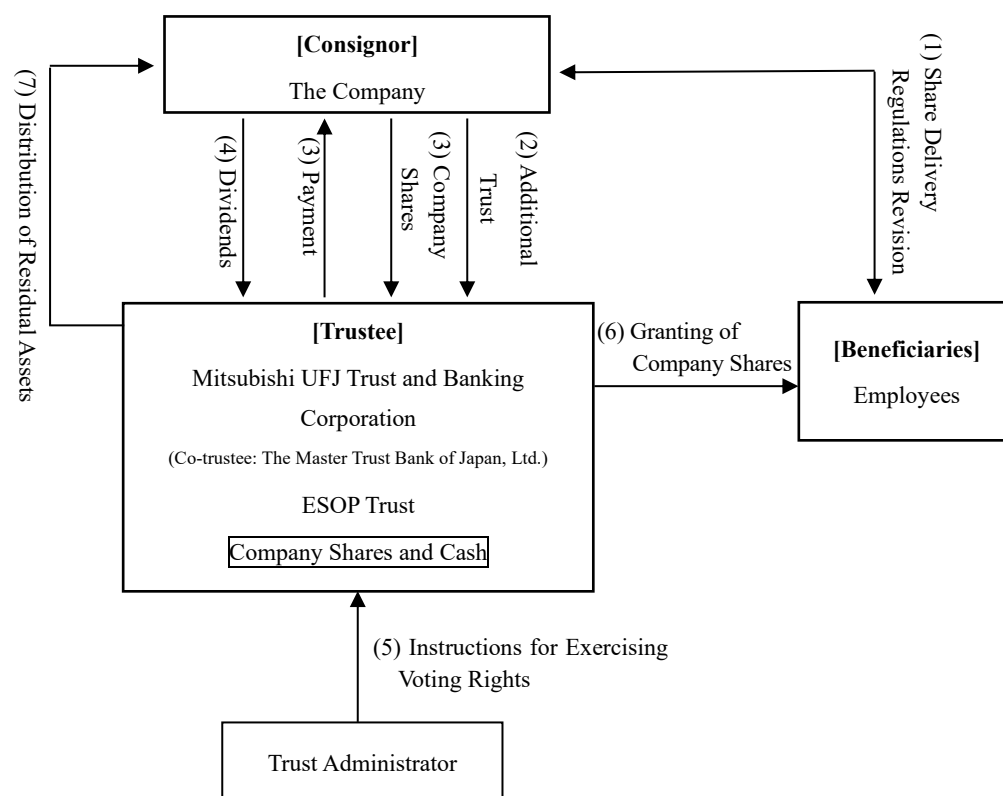 [Consignor]
The Company
(1) Share Delivery
Regulations Revision
(7) Distribution of Residual Assets
(4) Dividends
(3) Payment
(3) Company
Shares
(2) Additional
Trust
[Trustee]
Mitsubishi UFJ Trust and Banking
Corporation
(Co-trustee: The Master Trust Bank of Japan, Ltd.)
ESOP Trust
Company Shares and Cash
(6) Granting of
Company Shares
[Beneficiaries]
Employees
(5) Instructions for Exercising
Voting Rights
Trust Administrator